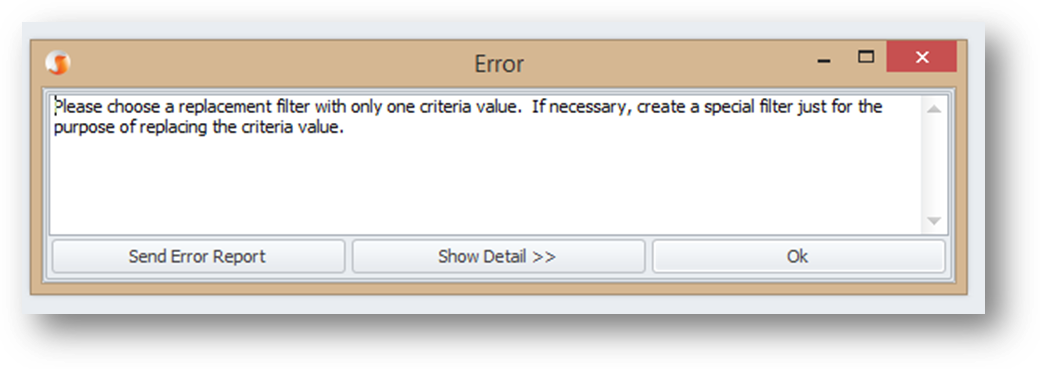 Error
Please choose a replacement filter with only one criteria value.  If necessary, create a special filter just for the
purpose of replacing the criteria value.
Send Error Report
Show Detail >>
Ok